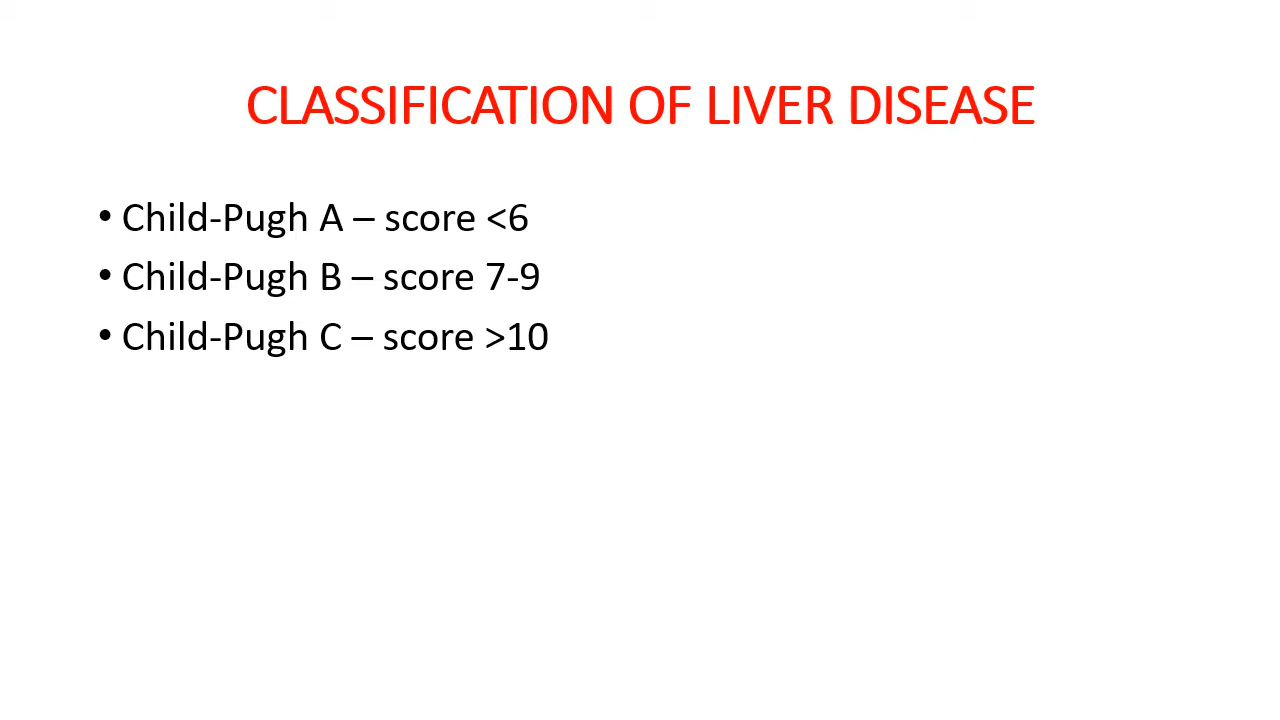 CLASSIFICATION OF LIVER DISEASE
• Child-Pugh A – score <6
• Child-Pugh B – score 7-9
• Child-Pugh C – score >10